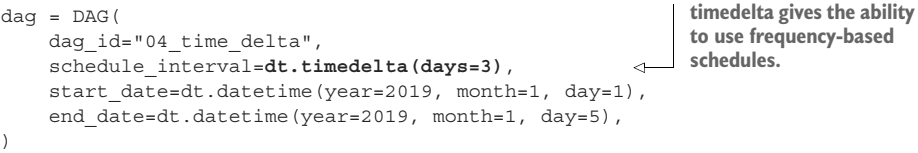 dag = DAG(
    dag_id="04_time_delta",
    schedule_interval=dt.timedelta(days=3),
    start_date=dt.datetime(year=2019, month=1, day=1),
    end_date=dt.datetime(year=2019, month=1, day=5),
)
timedelta gives the ability
to use frequency-based
schedules.